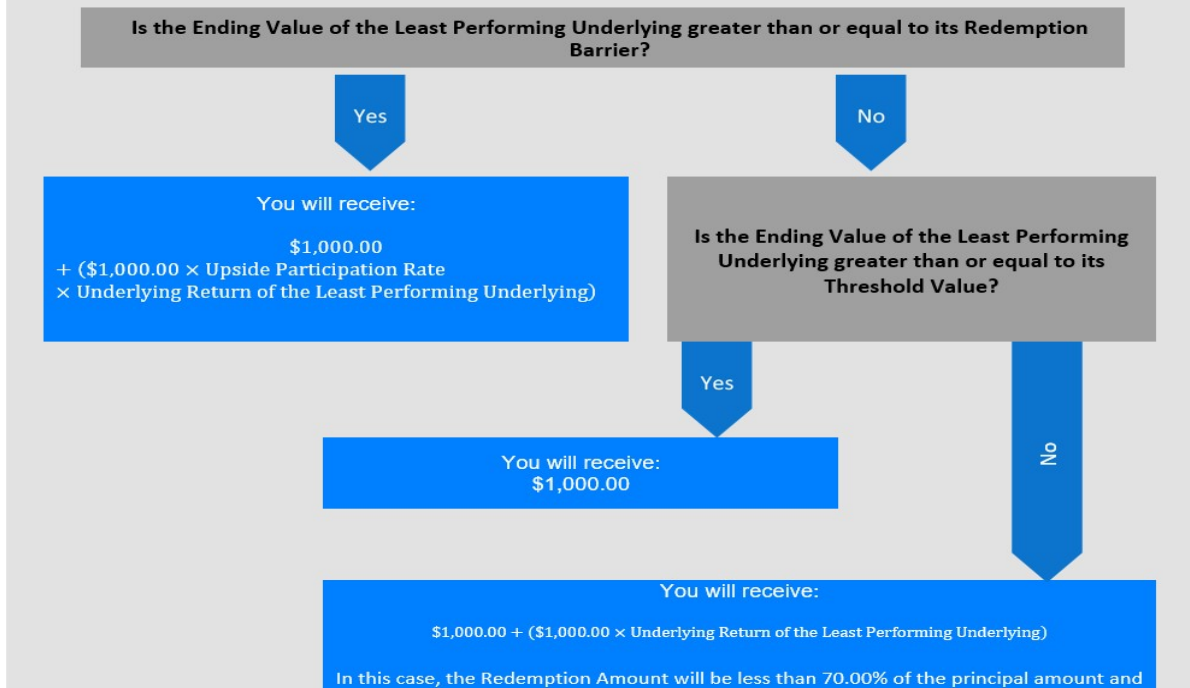 Is the Ending Value of the Least Performing Underlying greater than or equal to its Redemption
Barrier?
Yes
No
You will receive:
$1,000.00
+ ($1,000.00 × Upside Participation Rate
× Underlying Return of the Least Performing Underlying)
Is the Ending Value of the Least Performing
Underlying greater than or equal to its
Threshold Value?
Yes
No
You will receive:
$1,000.00
You will receive:
$1,000.00 + ($1,000.00 × Underlying Return of the Least Performing Underlying)
In this case, the Redemption Amount will be less than 70.00% of the principal amount and